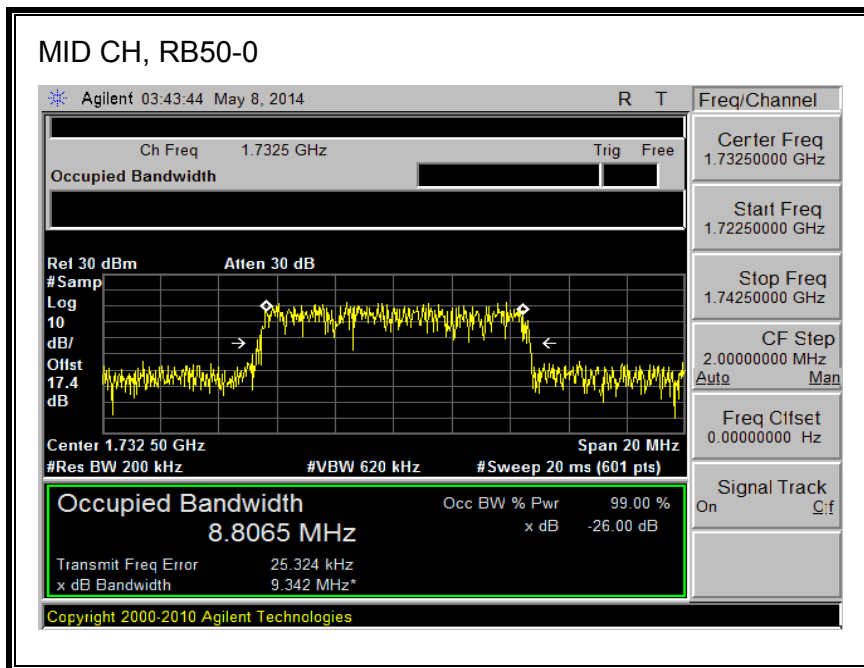 MID CH, RB50-0
Agilent 03:43:44 May 8, 2014 R T
Freq/Channel
Ch Freq 1.7325 GHz Trig Free
Occupied Bandwidth
Center Freq
1.73250000 GHz
Start Freq
1.72250000 GHz
Stop Freq
1.74250000 GHz
CF Step
2.00000000 MHz
Auto Man
Freq Offset
0.00000000 Hz
Signal Track
On Off
Ref 30 dBm Atten 30 dB
#Samp
Log
10
dB/
Offst
17.4
dB
Center 1.732 50 GHz Span 20 MHz
#Res BW 200 kHz #VBW 620 kHz #Sweep 20 ms (601 pts)
Occupied Bandwidth
8.8065 MHz
Occ BW % Pwr 99.00 %
x dB -26.00 dB
Transmit Freq Error 25.324 kHz
x dB Bandwidth 9.342 MHz*
Copyright 2000-2010 Agilent Technologies